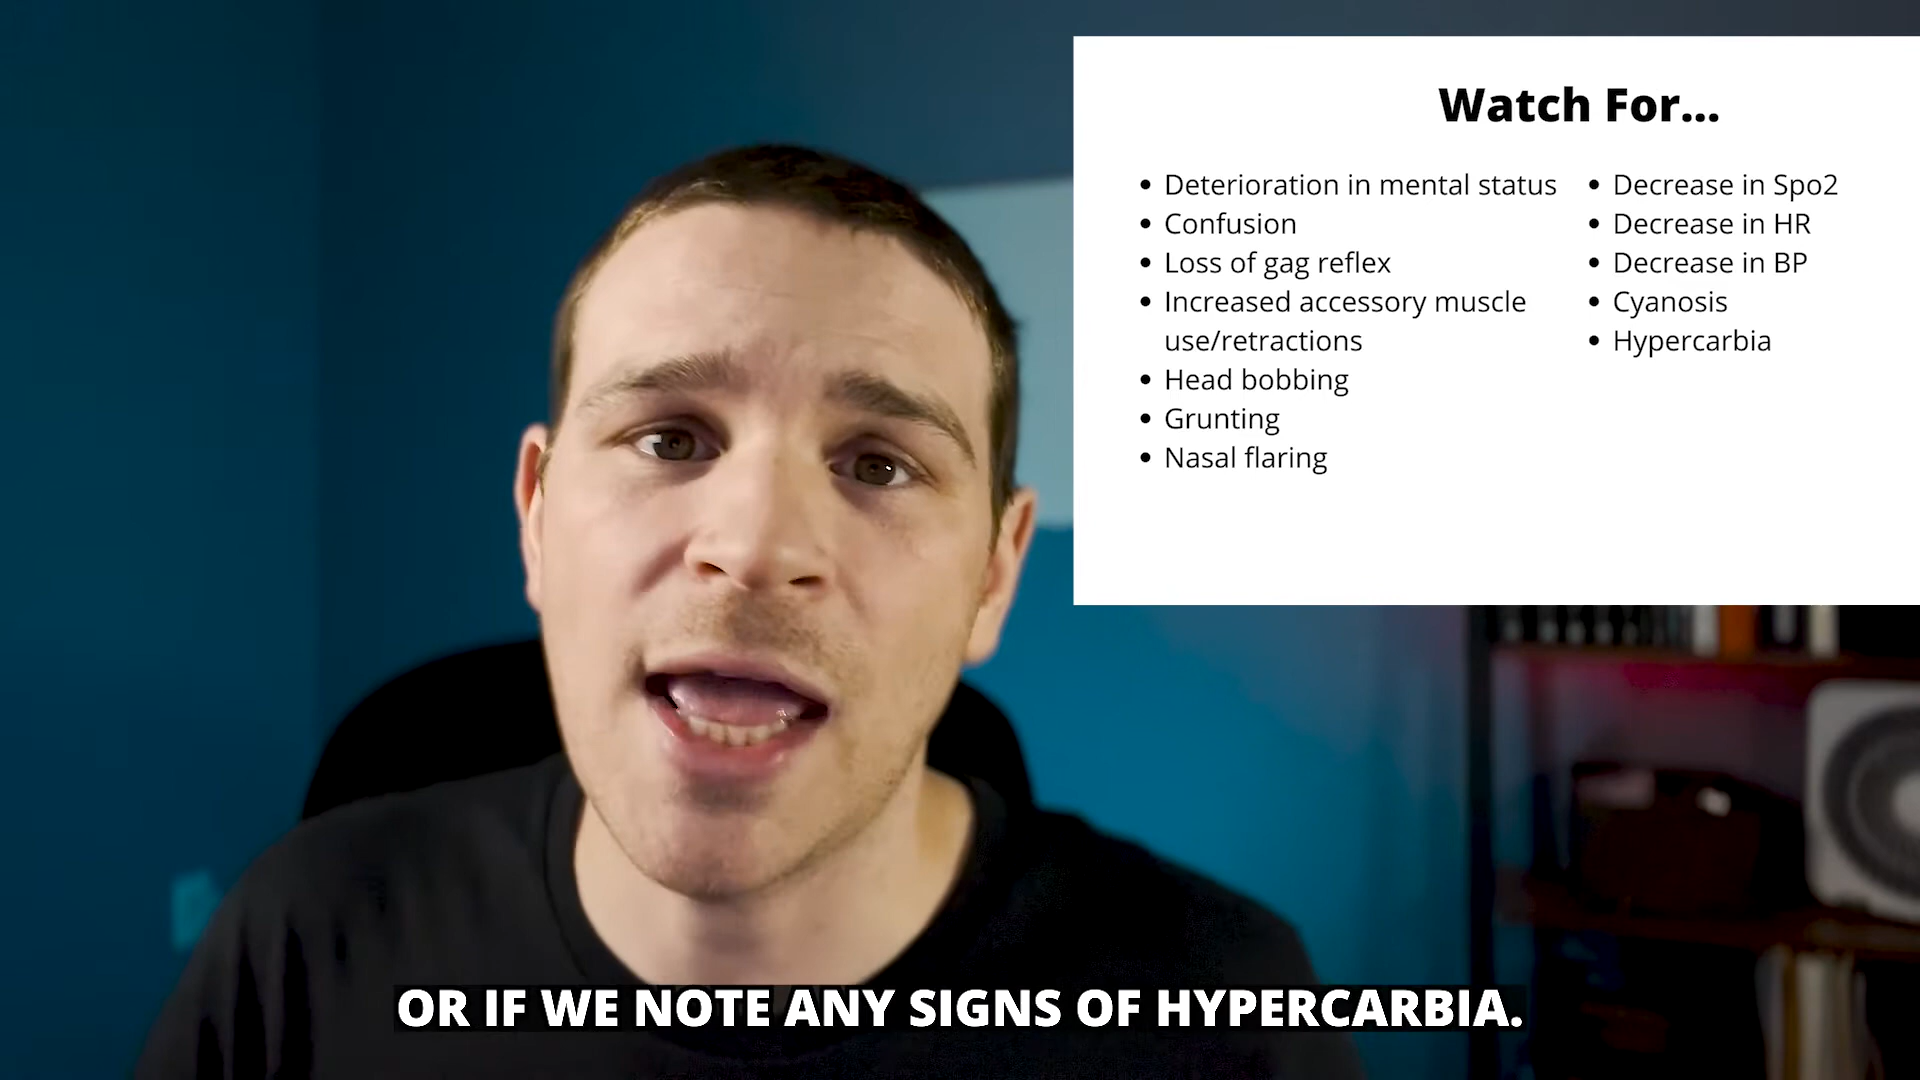 Watch For...
• Deterioration in mental status
• Confusion
• Loss of gag reflex
• Increased accessory muscle
use/retractions
• Head bobbing
• Grunting
• Nasal flaring
• Decrease in Spo2
• Decrease in HR
• Decrease in BP
• Cyanosis
• Hypercarbia
OR IF WE NOTE ANY SIGNS OF HYPERCARBIA.